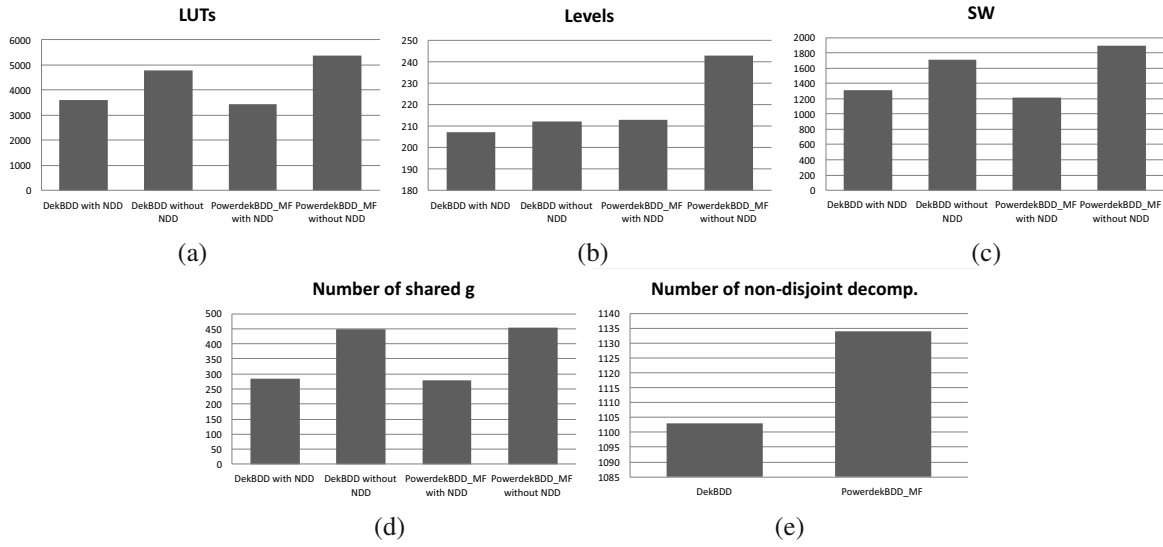 LUTs
6000
5000
4000
3000
2000
1000
0
DekBDD with NDD
DekBDD without NDD
PowerdekBDD_MF with NDD
PowerdekBDD_MF without NDD
(a)
Levels
250
240
230
220
210
200
190
180
DekBDD with NDD
DekBDD without
NDD
PowerdekBDD_MF
with NDD
PowerdekBDD_MF
without NDD
(b)
SW
2000
1800
1600
1400
1200
1000
800
600
400
200
0
DekBDD with NDD
DekBDD without
NDD
PowerdekBDD_MF
with NDD
PowerdekBDD_MF
without NDD
(c)
Number of shared g
500
450
400
350
300
250
200
150
100
50
0
DekBDD with NDD
DekBDD without
NDD
PowerdekBDD_MF
with NDD
PowerdekBDD_MF
without NDD
(d)
Number of non-disjoint decomp.
1140
1135
1130
1125
1120
1115
1110
1105
1100
1095
1090
1085
DekBDD
PowerdekBDD_MF
(e)